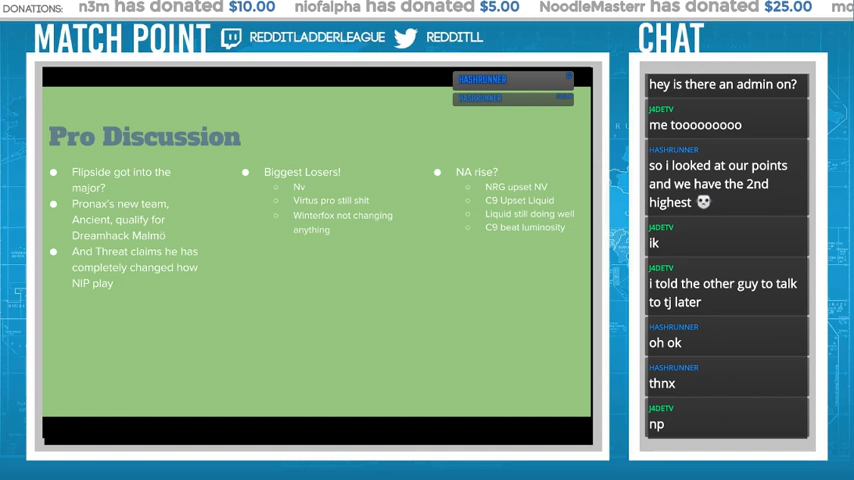 DONATIONS: n3m has donated $10.00 niofalpha has donated $5.00 NoodleMasterr has donated $25.00
MATCH POINT REDDITLADDERLEAGUE REDDITLL
CHAT
HASHRUNNER
HASHRUNNER
Pro Discussion
Flipside got into the
major?
Pronax's new team,
Ancient, qualify for
Dreamhack Malmö
And Threat claims he has
completely changed how
NIP play
Biggest Losers!
Nv
Virtus pro still shit
Winterfox not changing
anything
NA rise?
NRG upset NV
C9 Upset Liquid
Liquid still doing well
C9 beat luminosity
hey is there an admin on?
J4DETV
me tooooooooo
HASHRUNNER
so i looked at our points
and we have the 2nd
highest
J4DETV
ik
J4DETV
i told the other guy to talk
to tj later
HASHRUNNER
oh ok
HASHRUNNER
thnx
J4DETV
np